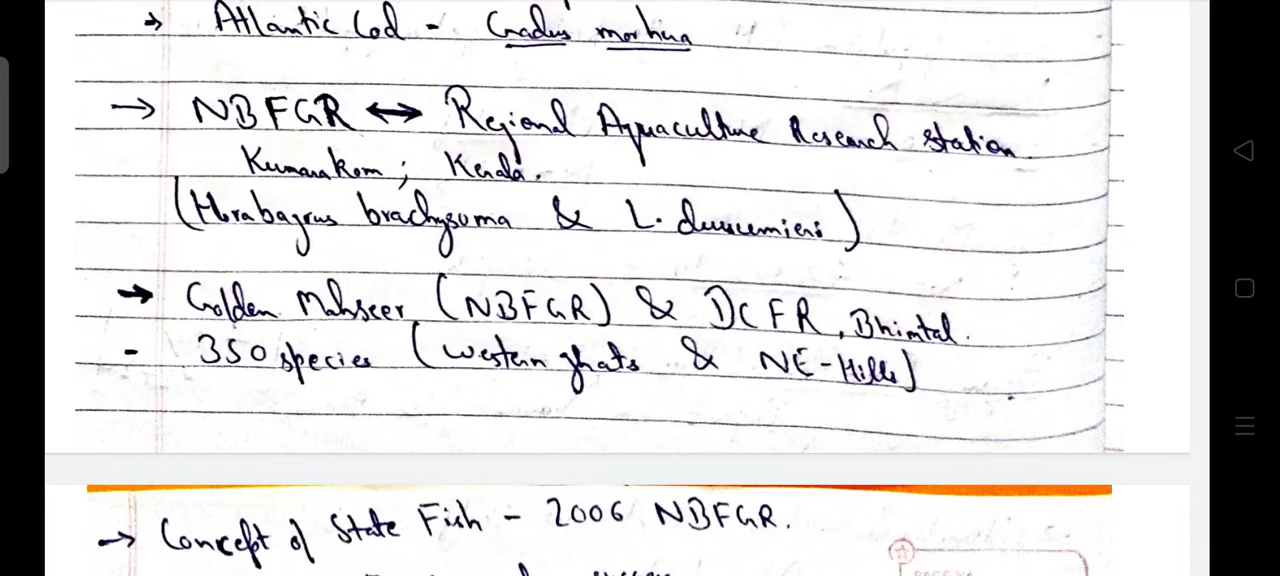 → Atlantic Cod - Gadus morhua
→ NBFGR ↔ Regional Aquaculture Research Station
Kumarakom ; Kerala.
(Horabagrus brachysoma & L. dussumieri)
→ Golden Mahseer (NBFGR) & DCFR, Bhimtal.
- 350 species (Western ghats & NE-Hills)
→ Concept of State Fish - 2006 NBFGR.